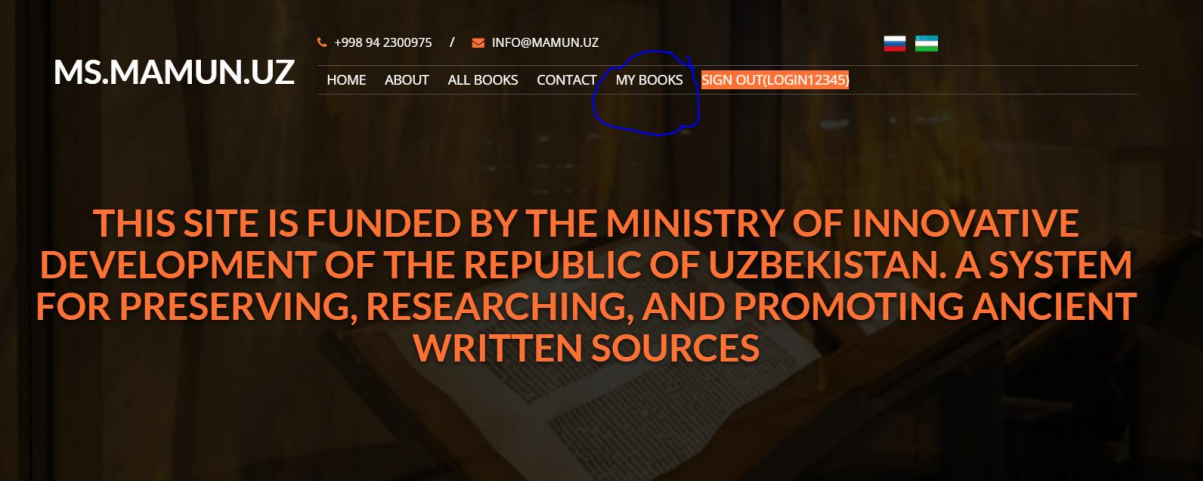 +998 94 2300975 / INFO@MAMUN.UZ
MS.MAMUN.UZ
HOME ABOUT ALL BOOKS CONTACT MY BOOKS SIGN OUT(LOGIN12345)
THIS SITE IS FUNDED BY THE MINISTRY OF INNOVATIVE
DEVELOPMENT OF THE REPUBLIC OF UZBEKISTAN. A SYSTEM
FOR PRESERVING, RESEARCHING, AND PROMOTING ANCIENT
WRITTEN SOURCES